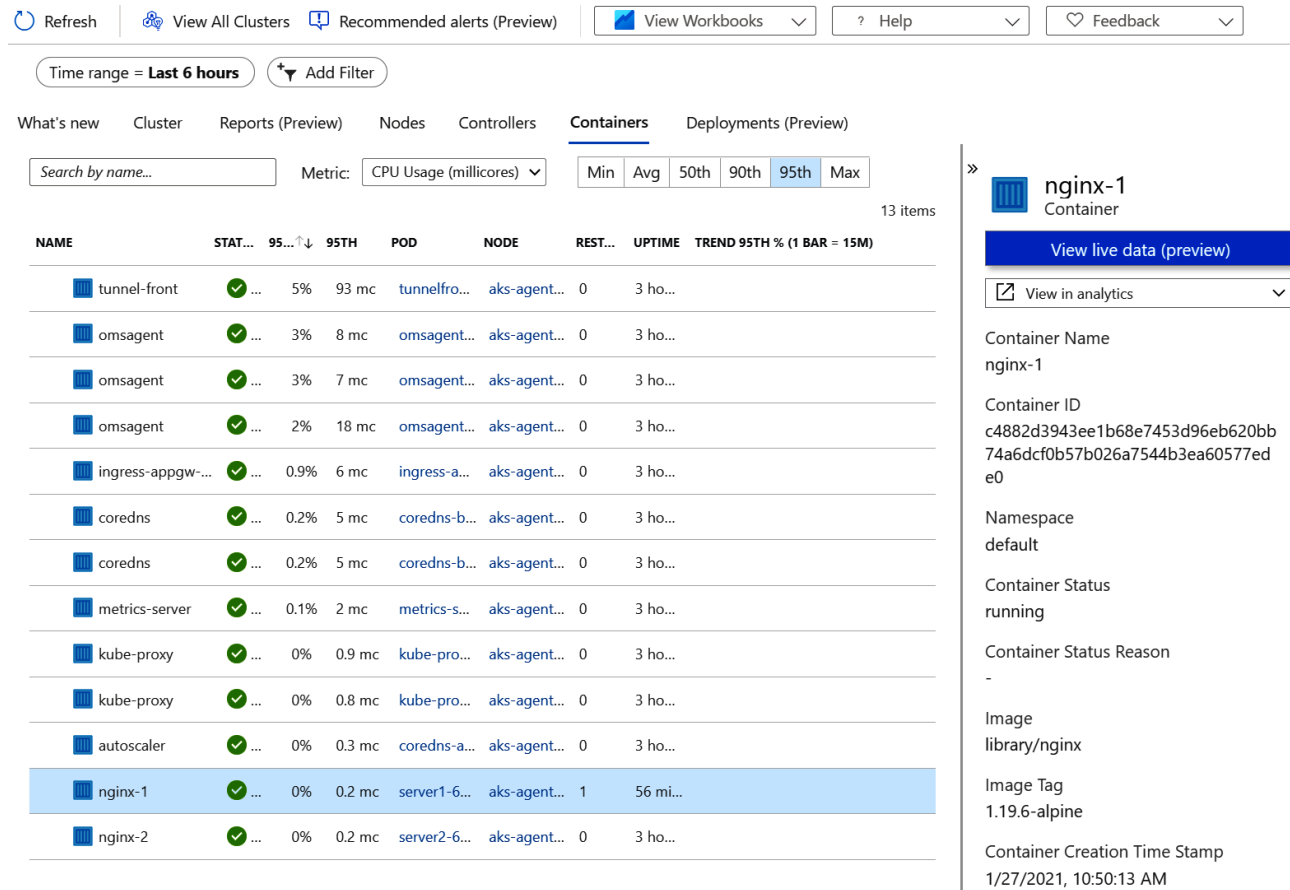 Refresh View All Clusters Recommended alerts (Preview) View Workbooks ? Help Feedback
Time range = Last 6 hours Add Filter
What's new Cluster Reports (Preview) Nodes Controllers Containers Deployments (Preview)
Search by name... Metric: CPU Usage (millicores) Min Avg 50th 90th 95th Max
13 items
NAME STAT... 95...↑↓ 95TH POD NODE REST... UPTIME TREND 95TH % (1 BAR = 15M)
tunnel-front ... 5% 93 mc tunnelfro... aks-agent... 0 3 ho...
omsagent ... 3% 8 mc omsagent... aks-agent... 0 3 ho...
omsagent ... 3% 7 mc omsagent... aks-agent... 0 3 ho...
omsagent ... 2% 18 mc omsagent... aks-agent... 0 3 ho...
ingress-appgw-... ... 0.9% 6 mc ingress-a... aks-agent... 0 3 ho...
coredns ... 0.2% 5 mc coredns-b... aks-agent... 0 3 ho...
coredns ... 0.2% 5 mc coredns-b... aks-agent... 0 3 ho...
metrics-server ... 0.1% 2 mc metrics-s... aks-agent... 0 3 ho...
kube-proxy ... 0% 0.9 mc kube-pro... aks-agent... 0 3 ho...
kube-proxy ... 0% 0.8 mc kube-pro... aks-agent... 0 3 ho...
autoscaler ... 0% 0.3 mc coredns-a... aks-agent... 0 3 ho...
nginx-1 ... 0% 0.2 mc server1-6... aks-agent... 1 56 mi...
nginx-2 ... 0% 0.2 mc server2-6... aks-agent... 0 3 ho...
»
nginx-1
Container
View live data (preview)
View in analytics
Container Name
nginx-1
Container ID
c4882d3943ee1b68e7453d96eb620bb
74a6dcf0b57b026a7544b3ea60577ed
e0
Namespace
default
Container Status
running
Container Status Reason
-
Image
library/nginx
Image Tag
1.19.6-alpine
Container Creation Time Stamp
1/27/2021, 10:50:13 AM